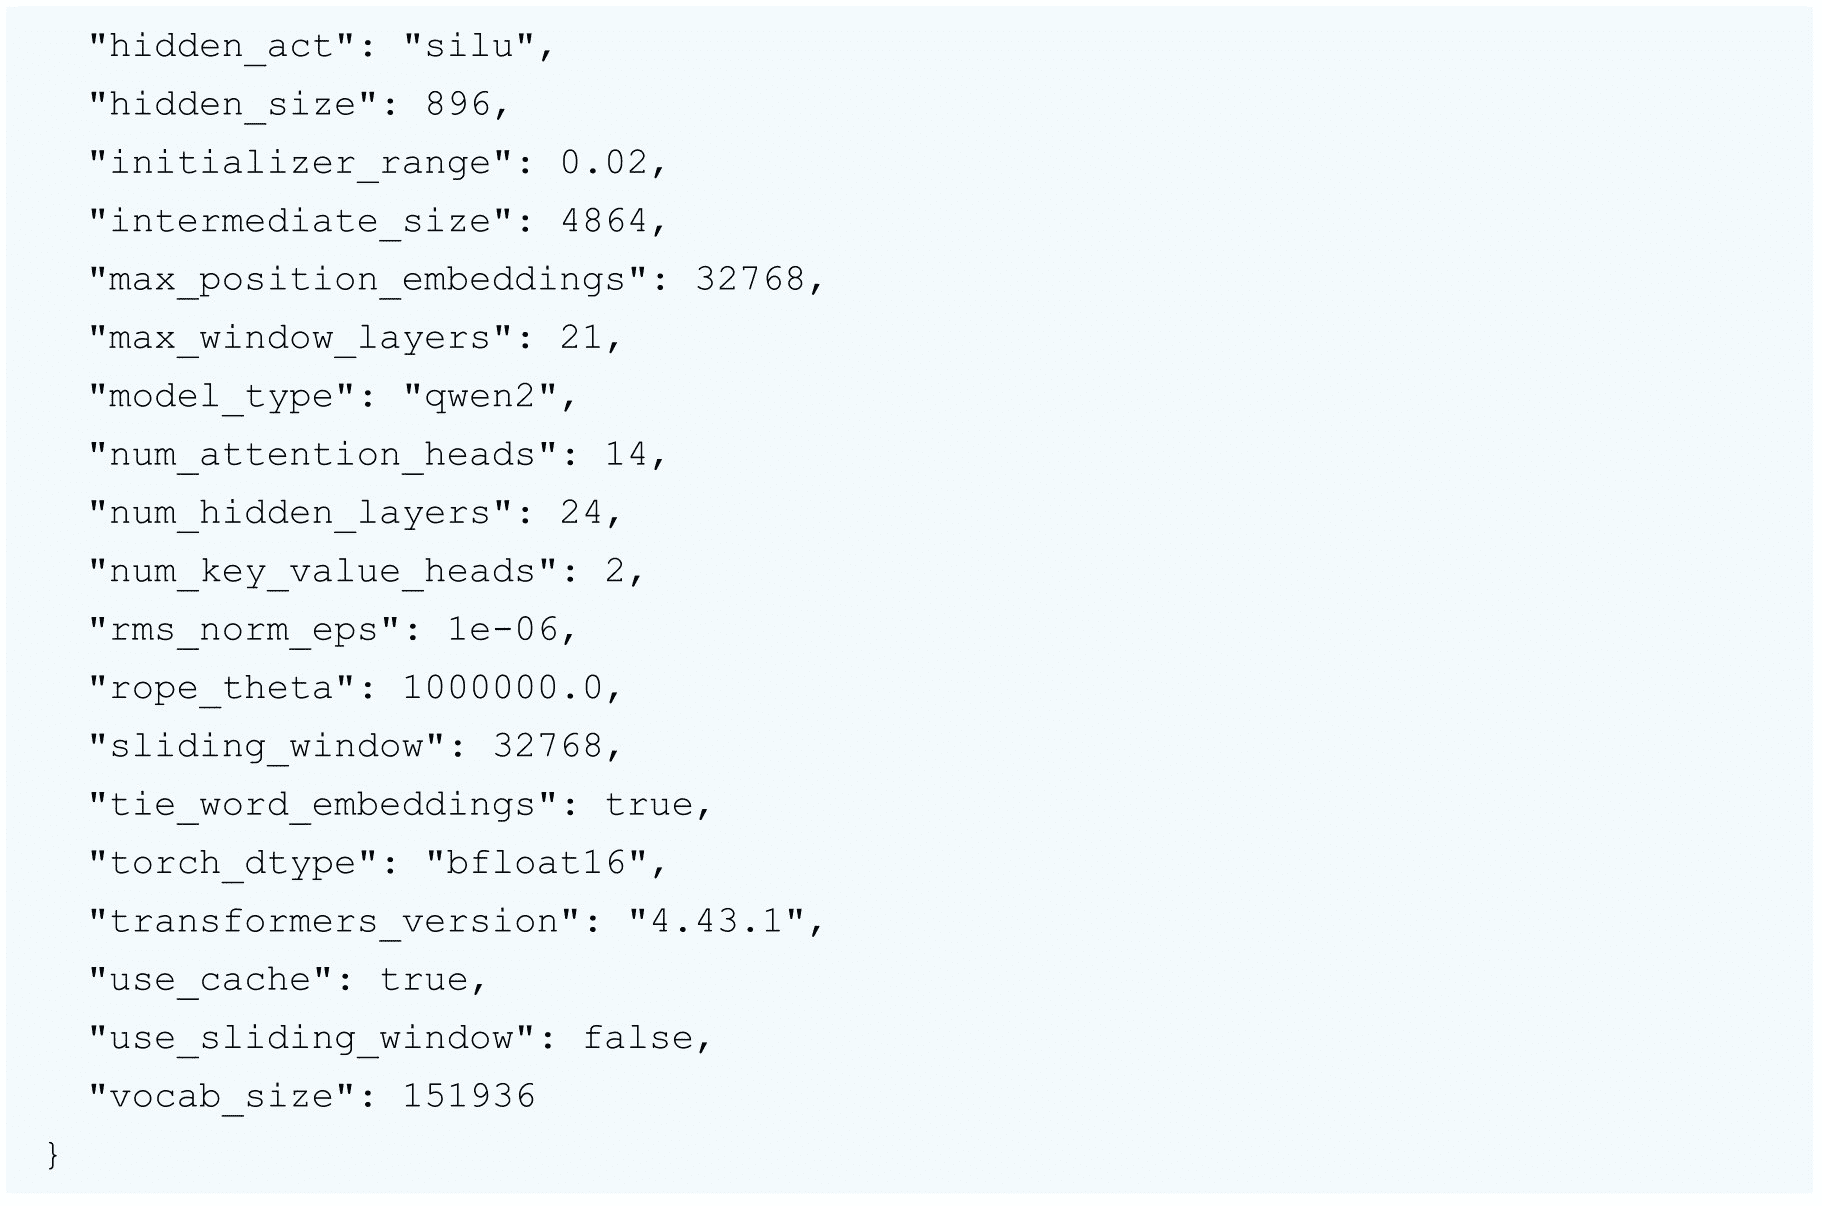 "hidden_act": "silu",
"hidden_size": 896,
"initializer_range": 0.02,
"intermediate_size": 4864,
"max_position_embeddings": 32768,
"max_window_layers": 21,
"model_type": "qwen2",
"num_attention_heads": 14,
"num_hidden_layers": 24,
"num_key_value_heads": 2,
"rms_norm_eps": 1e-06,
"rope_theta": 1000000.0,
"sliding_window": 32768,
"tie_word_embeddings": true,
"torch_dtype": "bfloat16",
"transformers_version": "4.43.1",
"use_cache": true,
"use_sliding_window": false,
"vocab_size": 151936
}